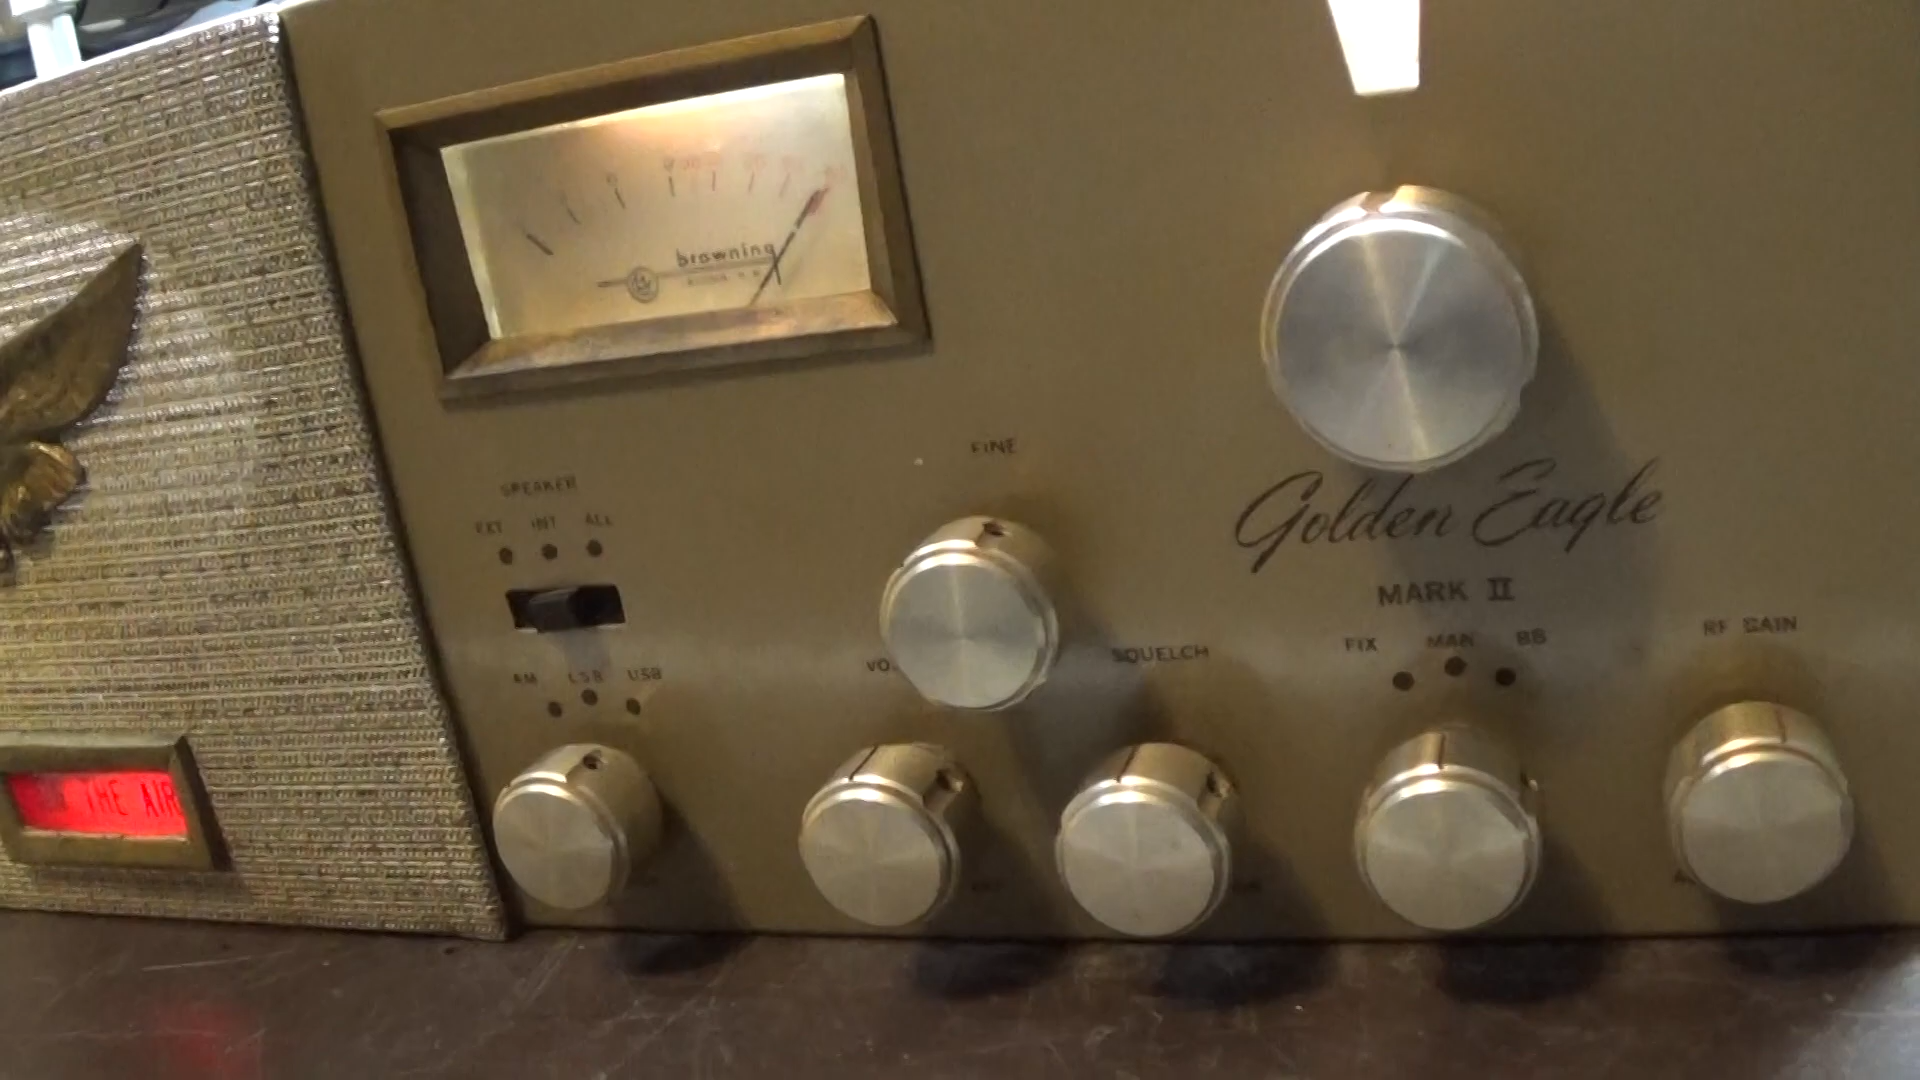 browning
FINE
SPEAKER
EXT INT ALL
Golden Eagle
MARK II
AM LSB USB
SQUELCH
FIX MAN BB
RF GAIN
THE AIR